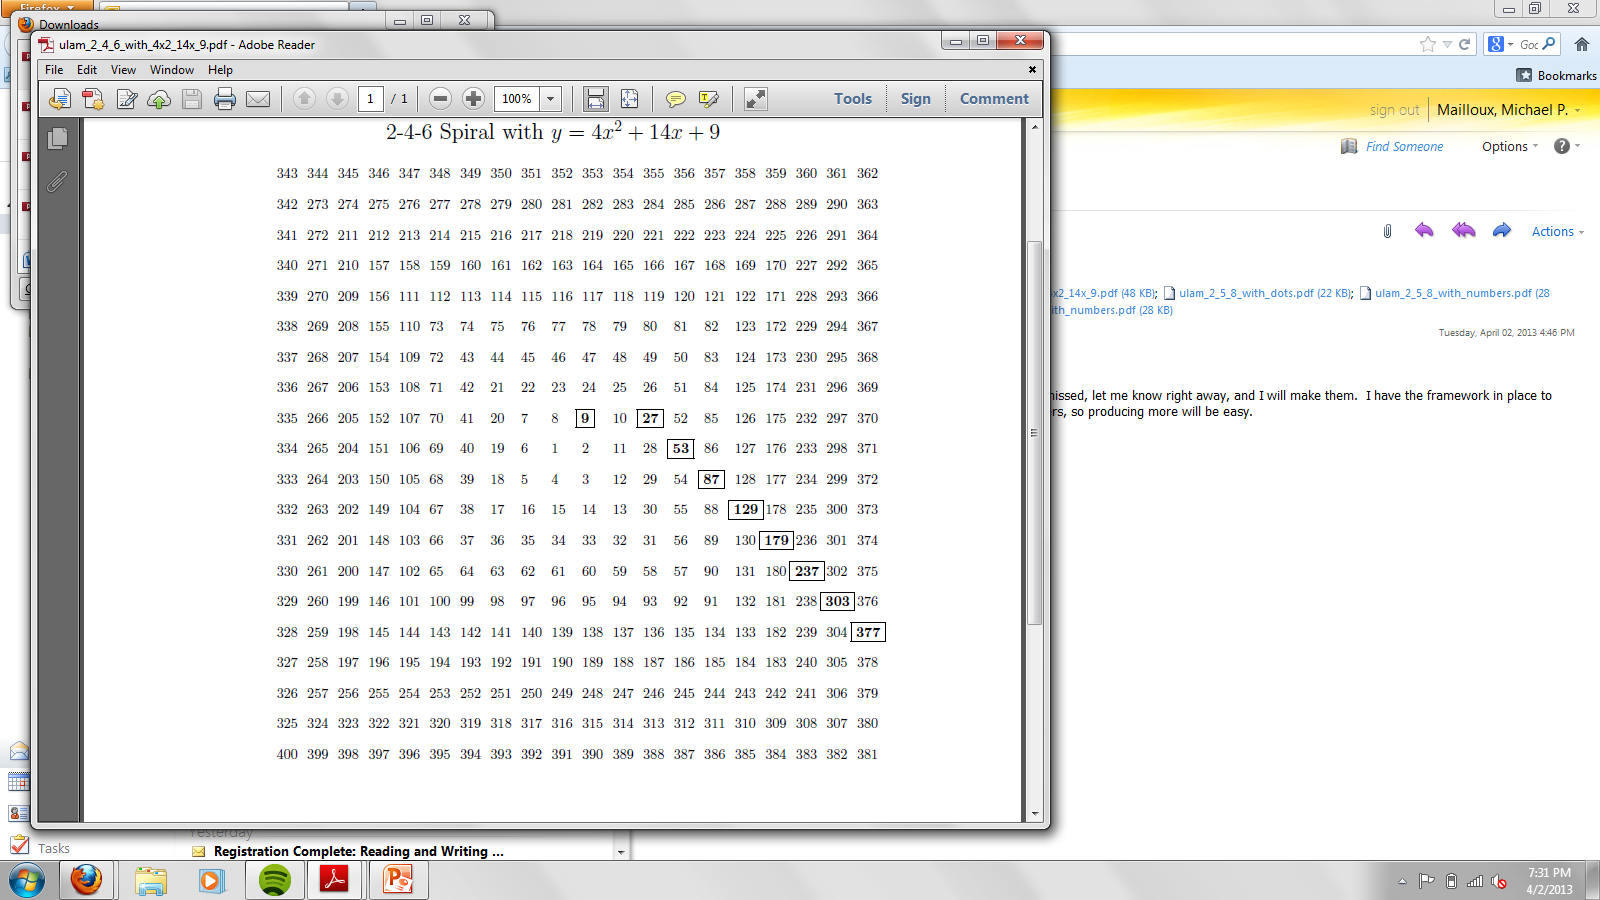 Firefox
Downloads
ulam_2_4_6_with_4x2_14x_9.pdf - Adobe Reader
File Edit View Window Help
1 / 1 100% Tools Sign Comment
Goo
Bookmarks
sign out Mailloux, Michael P.
Find Someone Options
Actions
2-4-6 Spiral with y = 4x² + 14x + 9
343 344 345 346 347 348 349 350 351 352 353 354 355 356 357 358 359 360 361 362
342 273 274 275 276 277 278 279 280 281 282 283 284 285 286 287 288 289 290 363
341 272 211 212 213 214 215 216 217 218 219 220 221 222 223 224 225 226 291 364
340 271 210 157 158 159 160 161 162 163 164 165 166 167 168 169 170 227 292 365
339 270 209 156 111 112 113 114 115 116 117 118 119 120 121 122 171 228 293 366
338 269 208 155 110 73 74 75 76 77 78 79 80 81 82 123 172 229 294 367
337 268 207 154 109 72 43 44 45 46 47 48 49 50 83 124 173 230 295 368
336 267 206 153 108 71 42 21 22 23 24 25 26 51 84 125 174 231 296 369
335 266 205 152 107 70 41 20 7 8 9 10 27 52 85 126 175 232 297 370
334 265 204 151 106 69 40 19 6 1 2 11 28 53 86 127 176 233 298 371
333 264 203 150 105 68 39 18 5 4 3 12 29 54 87 128 177 234 299 372
332 263 202 149 104 67 38 17 16 15 14 13 30 55 88 129 178 235 300 373
331 262 201 148 103 66 37 36 35 34 33 32 31 56 89 130 179 236 301 374
330 261 200 147 102 65 64 63 62 61 60 59 58 57 90 131 180 237 302 375
329 260 199 146 101 100 99 98 97 96 95 94 93 92 91 132 181 238 303 376
328 259 198 145 144 143 142 141 140 139 138 137 136 135 134 133 182 239 304 377
327 258 197 196 195 194 193 192 191 190 189 188 187 186 185 184 183 240 305 378
326 257 256 255 254 253 252 251 250 249 248 247 246 245 244 243 242 241 306 379
325 324 323 322 321 320 319 318 317 316 315 314 313 312 311 310 309 308 307 380
400 399 398 397 396 395 394 393 392 391 390 389 388 387 386 385 384 383 382 381
x2_14x_9.pdf (48 KB); ulam_2_5_8_with_dots.pdf (22 KB); ulam_2_5_8_with_numbers.pdf (28
ith_numbers.pdf (28 KB)
Tuesday, April 02, 2013 4:46 PM
missed, let me know right away, and I will make them. I have the framework in place to
rs, so producing more will be easy.
Yesterday
Tasks
Registration Complete: Reading and Writing ...
7:31 PM
4/2/2013